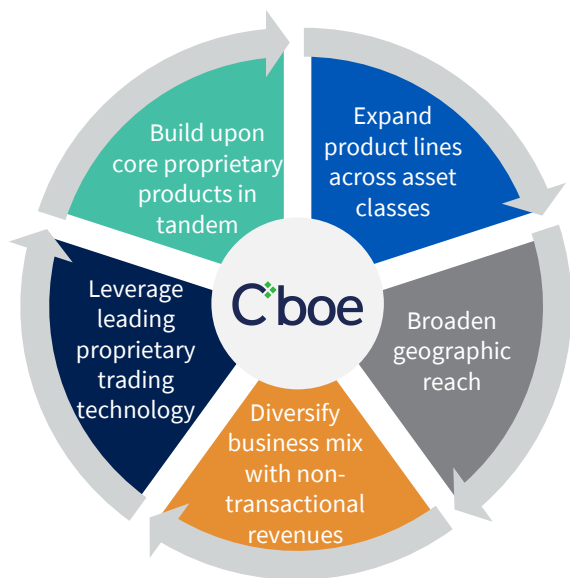 Build upon
core proprietary
products in
tandem
Expand
product lines
across asset
classes
Leverage
leading
proprietary
trading
technology
Cboe
Broaden
geographic
reach
Diversify
business mix
with non-
transactional
revenues